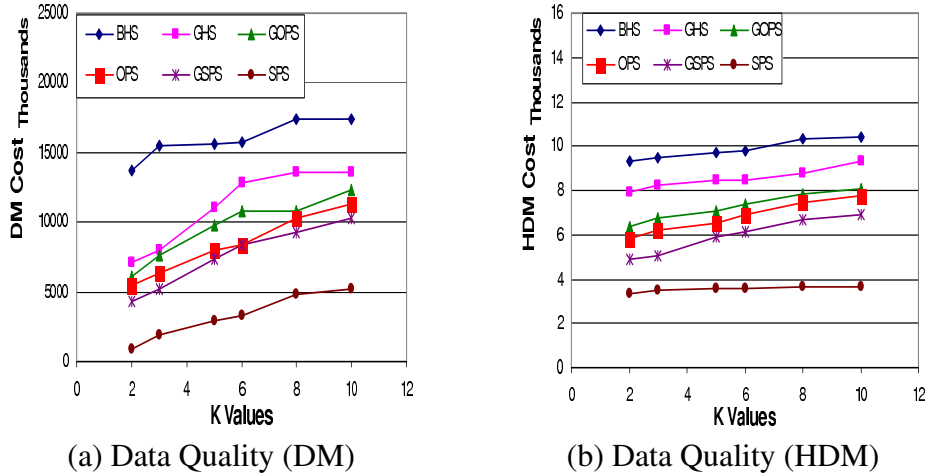 25000
20000
15000
10000
5000
0
DM Cost Thousands
BHS GHS GOPS
OPS GSPS SPS
0 2 4 6 8 10 12
K Values
(a) Data Quality (DM)
16
14
12
10
8
6
4
2
0
HDM Cost Thousands
BHS GHS GOPS
OPS GSPS SPS
0 2 4 6 8 10 12
K Values
(b) Data Quality (HDM)